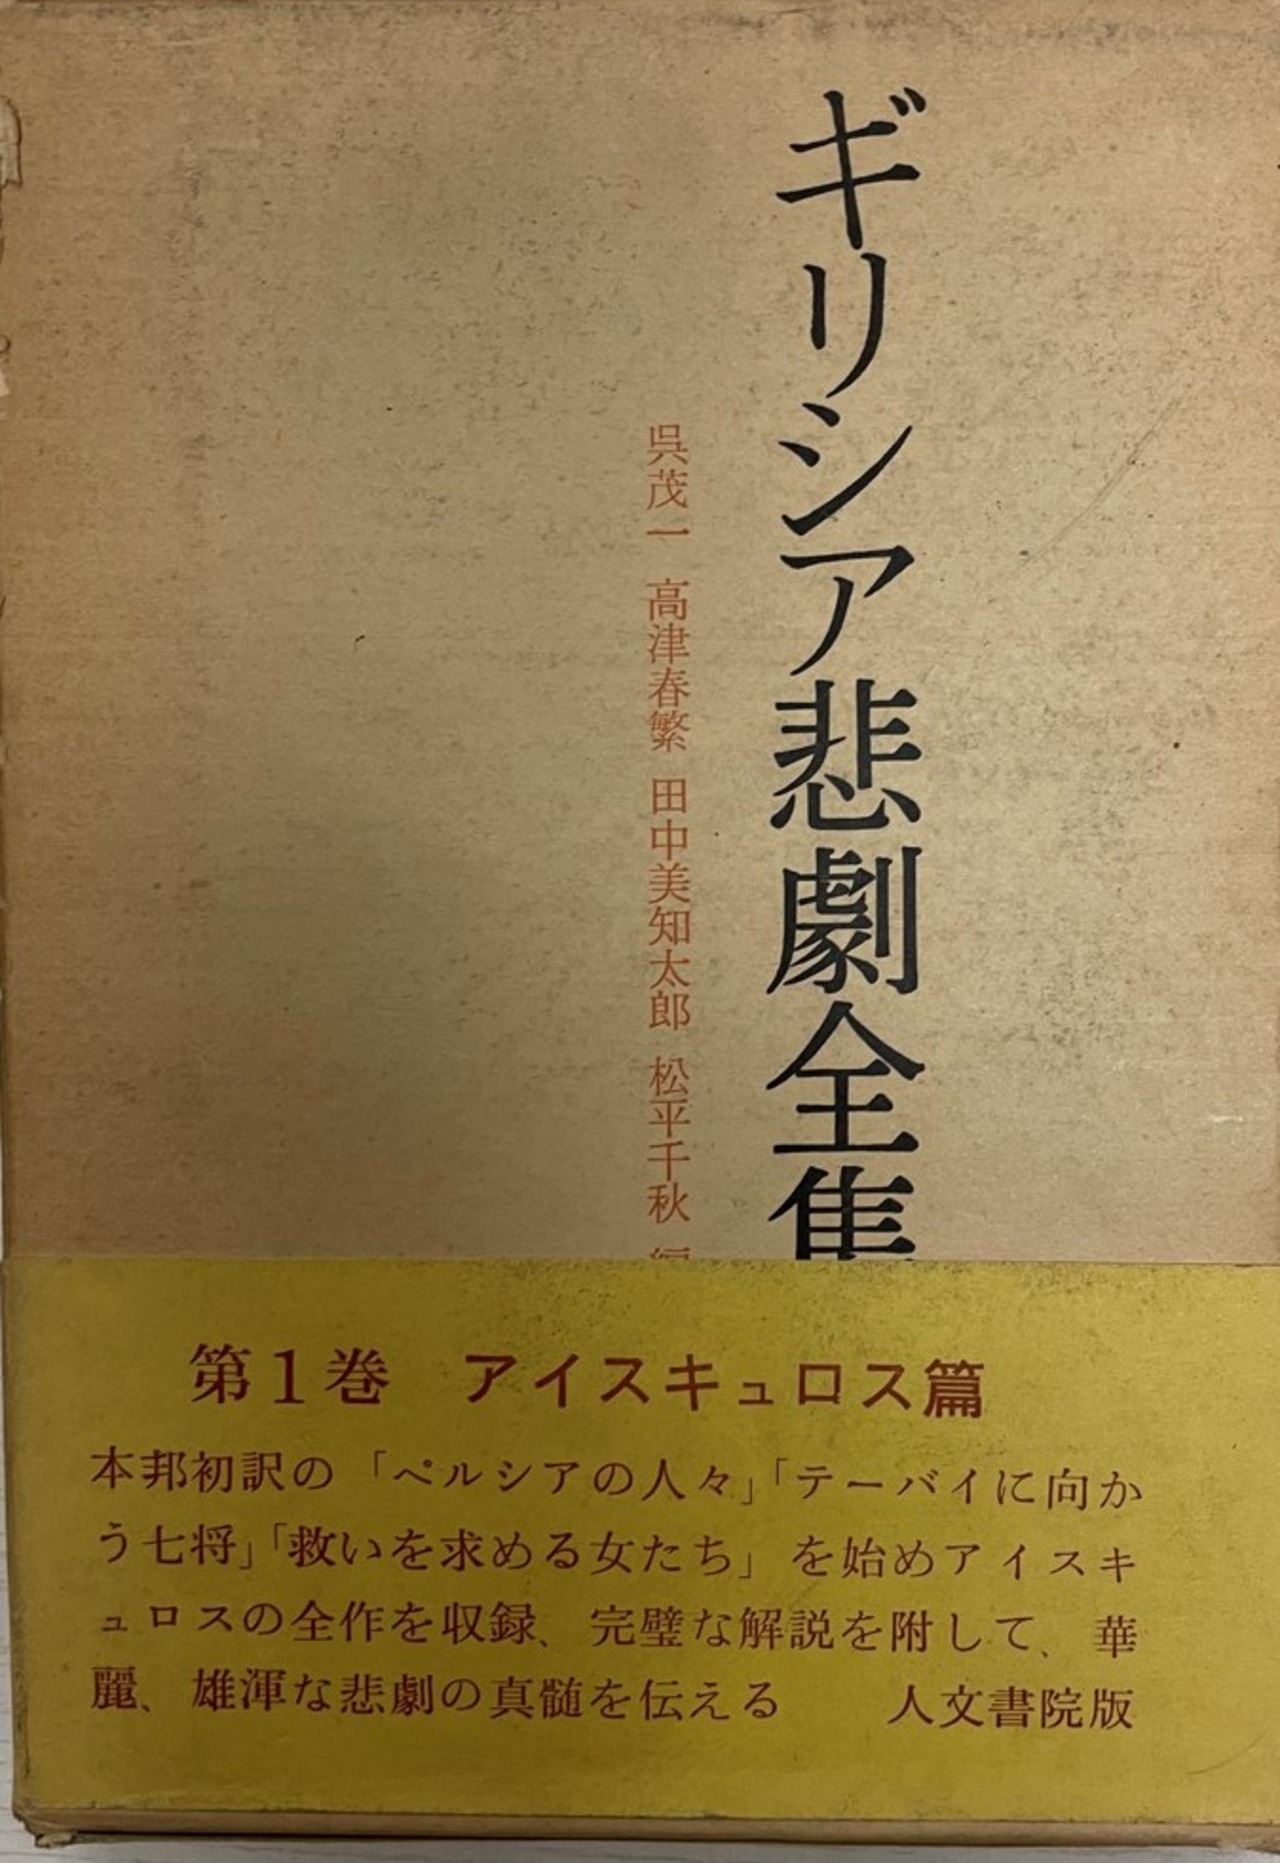 ギリシア悲劇全集
呉茂一 高津春繁 田中美知太郎 松平千秋 編
第1巻 アイスキュロス篇
本邦初訳の「ペルシアの人々」「テーバイに向か
う七将」「救いを求める女たち」を始めアイスキ
ュロスの全作を収録、完璧な解説を附して、華
麗、雄渾な悲劇の真髄を伝える 人文書院版